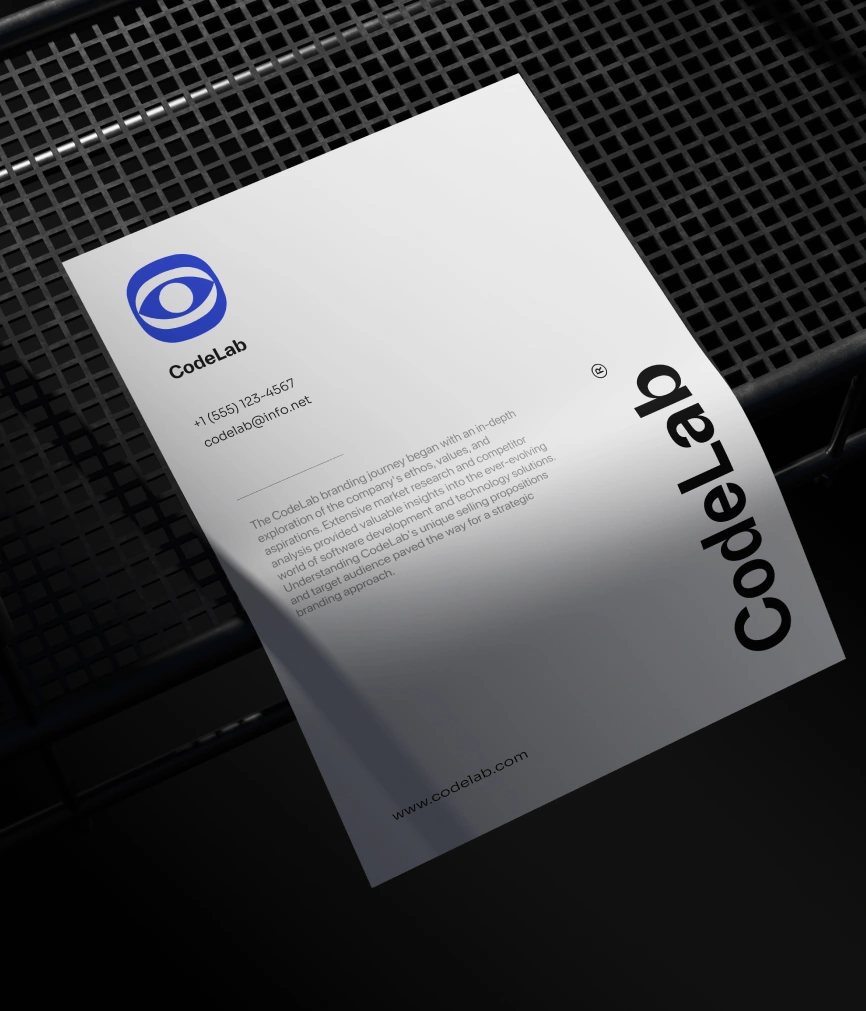 CodeLab
+1 (555) 123-4567
codelab@info.net
The CodeLab branding journey began with an in-depth
exploration of the company's ethos, values, and
aspirations. Extensive market research and competitor
analysis provided valuable insights into the ever-evolving
world of software development and technology solutions.
Understanding CodeLab's unique selling propositions
and target audience paved the way for a strategic
branding approach.
CodeLab
®
www.codelab.com